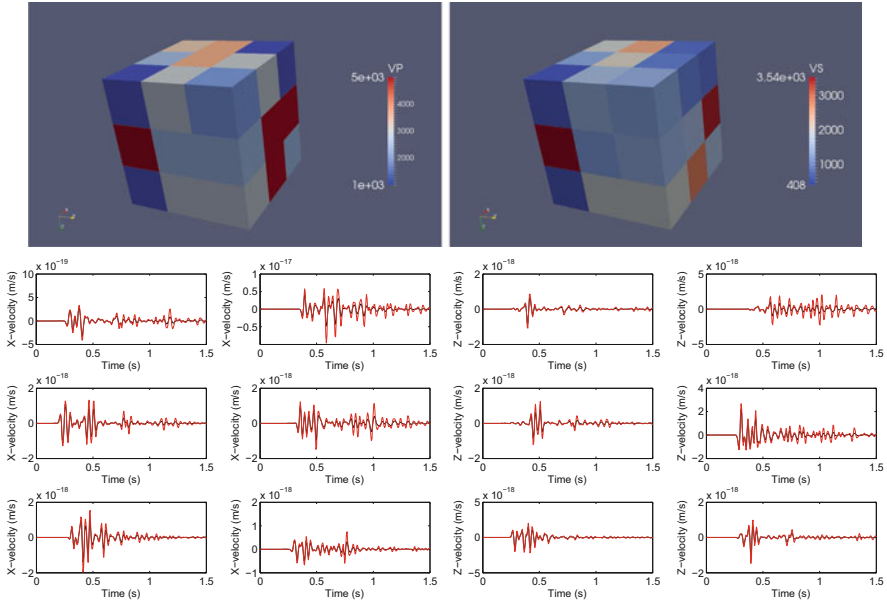 VP
5e+03
4000
3000
2000
1e+03
VS
3.54e+03
3000
2000
1000
408
x 10^-19
10
5
0
−5
X−velocity (m/s)
0 0.5 1 1.5
Time (s)
x 10^-17
1
0.5
0
−0.5
X−velocity (m/s)
0 0.5 1 1.5
Time (s)
x 10^-18
2
0
−2
Z−velocity (m/s)
0 0.5 1 1.5
Time (s)
x 10^-18
5
0
−5
Z−velocity (m/s)
0 0.5 1 1.5
Time (s)
x 10^-18
2
0
−2
X−velocity (m/s)
0 0.5 1 1.5
Time (s)
x 10^-18
2
0
−2
X−velocity (m/s)
0 0.5 1 1.5
Time (s)
x 10^-18
2
0
−2
Z−velocity (m/s)
0 0.5 1 1.5
Time (s)
x 10^-18
4
2
0
−2
Z−velocity (m/s)
0 0.5 1 1.5
Time (s)
x 10^-18
2
0
−2
X−velocity (m/s)
0 0.5 1 1.5
Time (s)
x 10^-18
2
1
0
−1
X−velocity (m/s)
0 0.5 1 1.5
Time (s)
x 10^-18
5
0
−5
Z−velocity (m/s)
0 0.5 1 1.5
Time (s)
x 10^-18
2
0
−2
Z−velocity (m/s)
0 0.5 1 1.5
Time (s)